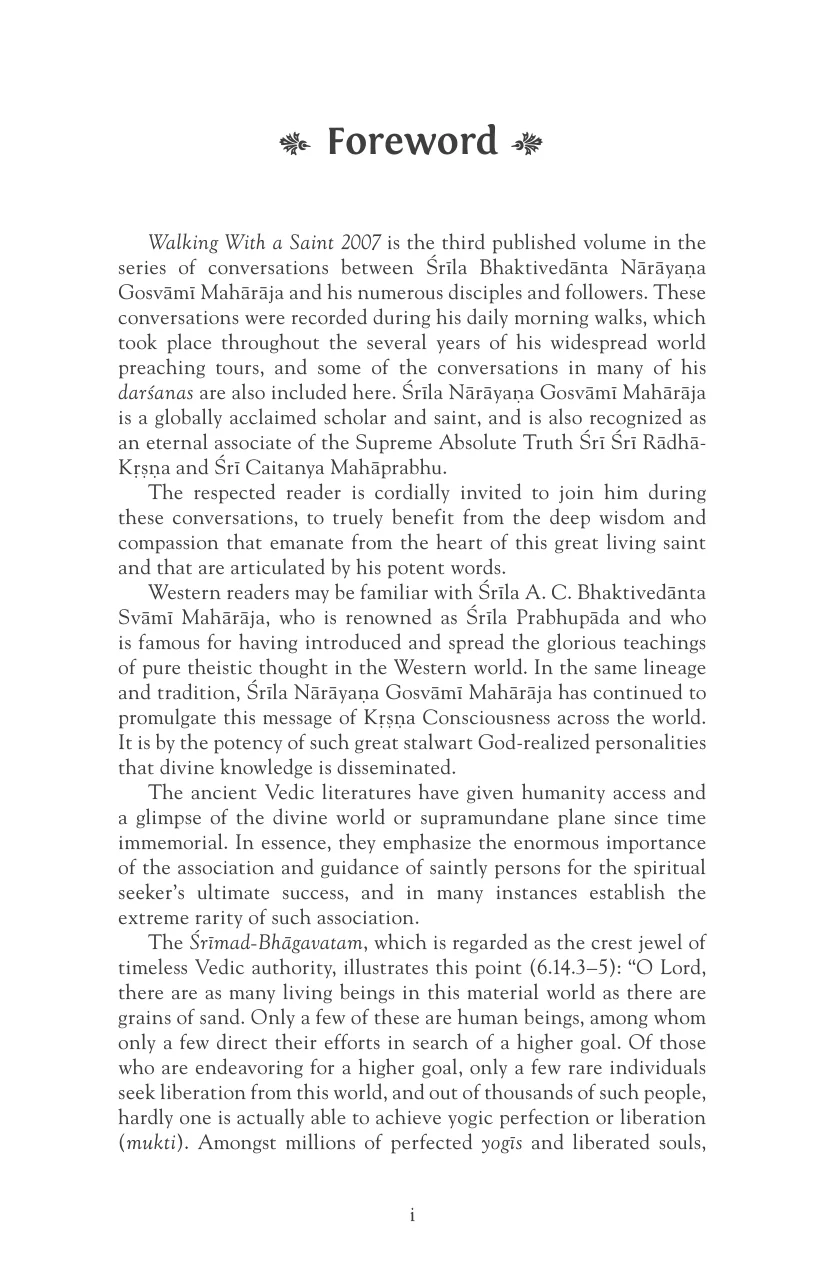 Foreword
Walking With a Saint 2007 is the third published volume in the
series of conversations between Śrīla Bhaktivedānta Nārāyaṇa
Gosvāmī Mahārāja and his numerous disciples and followers. These
conversations were recorded during his daily morning walks, which
took place throughout the several years of his widespread world
preaching tours, and some of the conversations in many of his
darśanas are also included here. Śrīla Nārāyaṇa Gosvāmī Mahārāja
is a globally acclaimed scholar and saint, and is also recognized as
an eternal associate of the Supreme Absolute Truth Śrī Śrī Rādhā-
Kṛṣṇa and Śrī Caitanya Mahāprabhu.
The respected reader is cordially invited to join him during
these conversations, to truely benefit from the deep wisdom and
compassion that emanate from the heart of this great living saint
and that are articulated by his potent words.
Western readers may be familiar with Śrīla A. C. Bhaktivedānta
Svāmī Mahārāja, who is renowned as Śrīla Prabhupāda and who
is famous for having introduced and spread the glorious teachings
of pure theistic thought in the Western world. In the same lineage
and tradition, Śrīla Nārāyaṇa Gosvāmī Mahārāja has continued to
promulgate this message of Kṛṣṇa Consciousness across the world.
It is by the potency of such great stalwart God-realized personalities
that divine knowledge is disseminated.
The ancient Vedic literatures have given humanity access and
a glimpse of the divine world or supramundane plane since time
immemorial. In essence, they emphasize the enormous importance
of the association and guidance of saintly persons for the spiritual
seeker's ultimate success, and in many instances establish the
extreme rarity of such association.
The Śrīmad-Bhāgavatam, which is regarded as the crest jewel of
timeless Vedic authority, illustrates this point (6.14.3–5): “O Lord,
there are as many living beings in this material world as there are
grains of sand. Only a few of these are human beings, among whom
only a few direct their efforts in search of a higher goal. Of those
who are endeavoring for a higher goal, only a few rare individuals
seek liberation from this world, and out of thousands of such people,
hardly one is actually able to achieve yogic perfection or liberation
(mukti). Amongst millions of perfected yogīs and liberated souls,
i